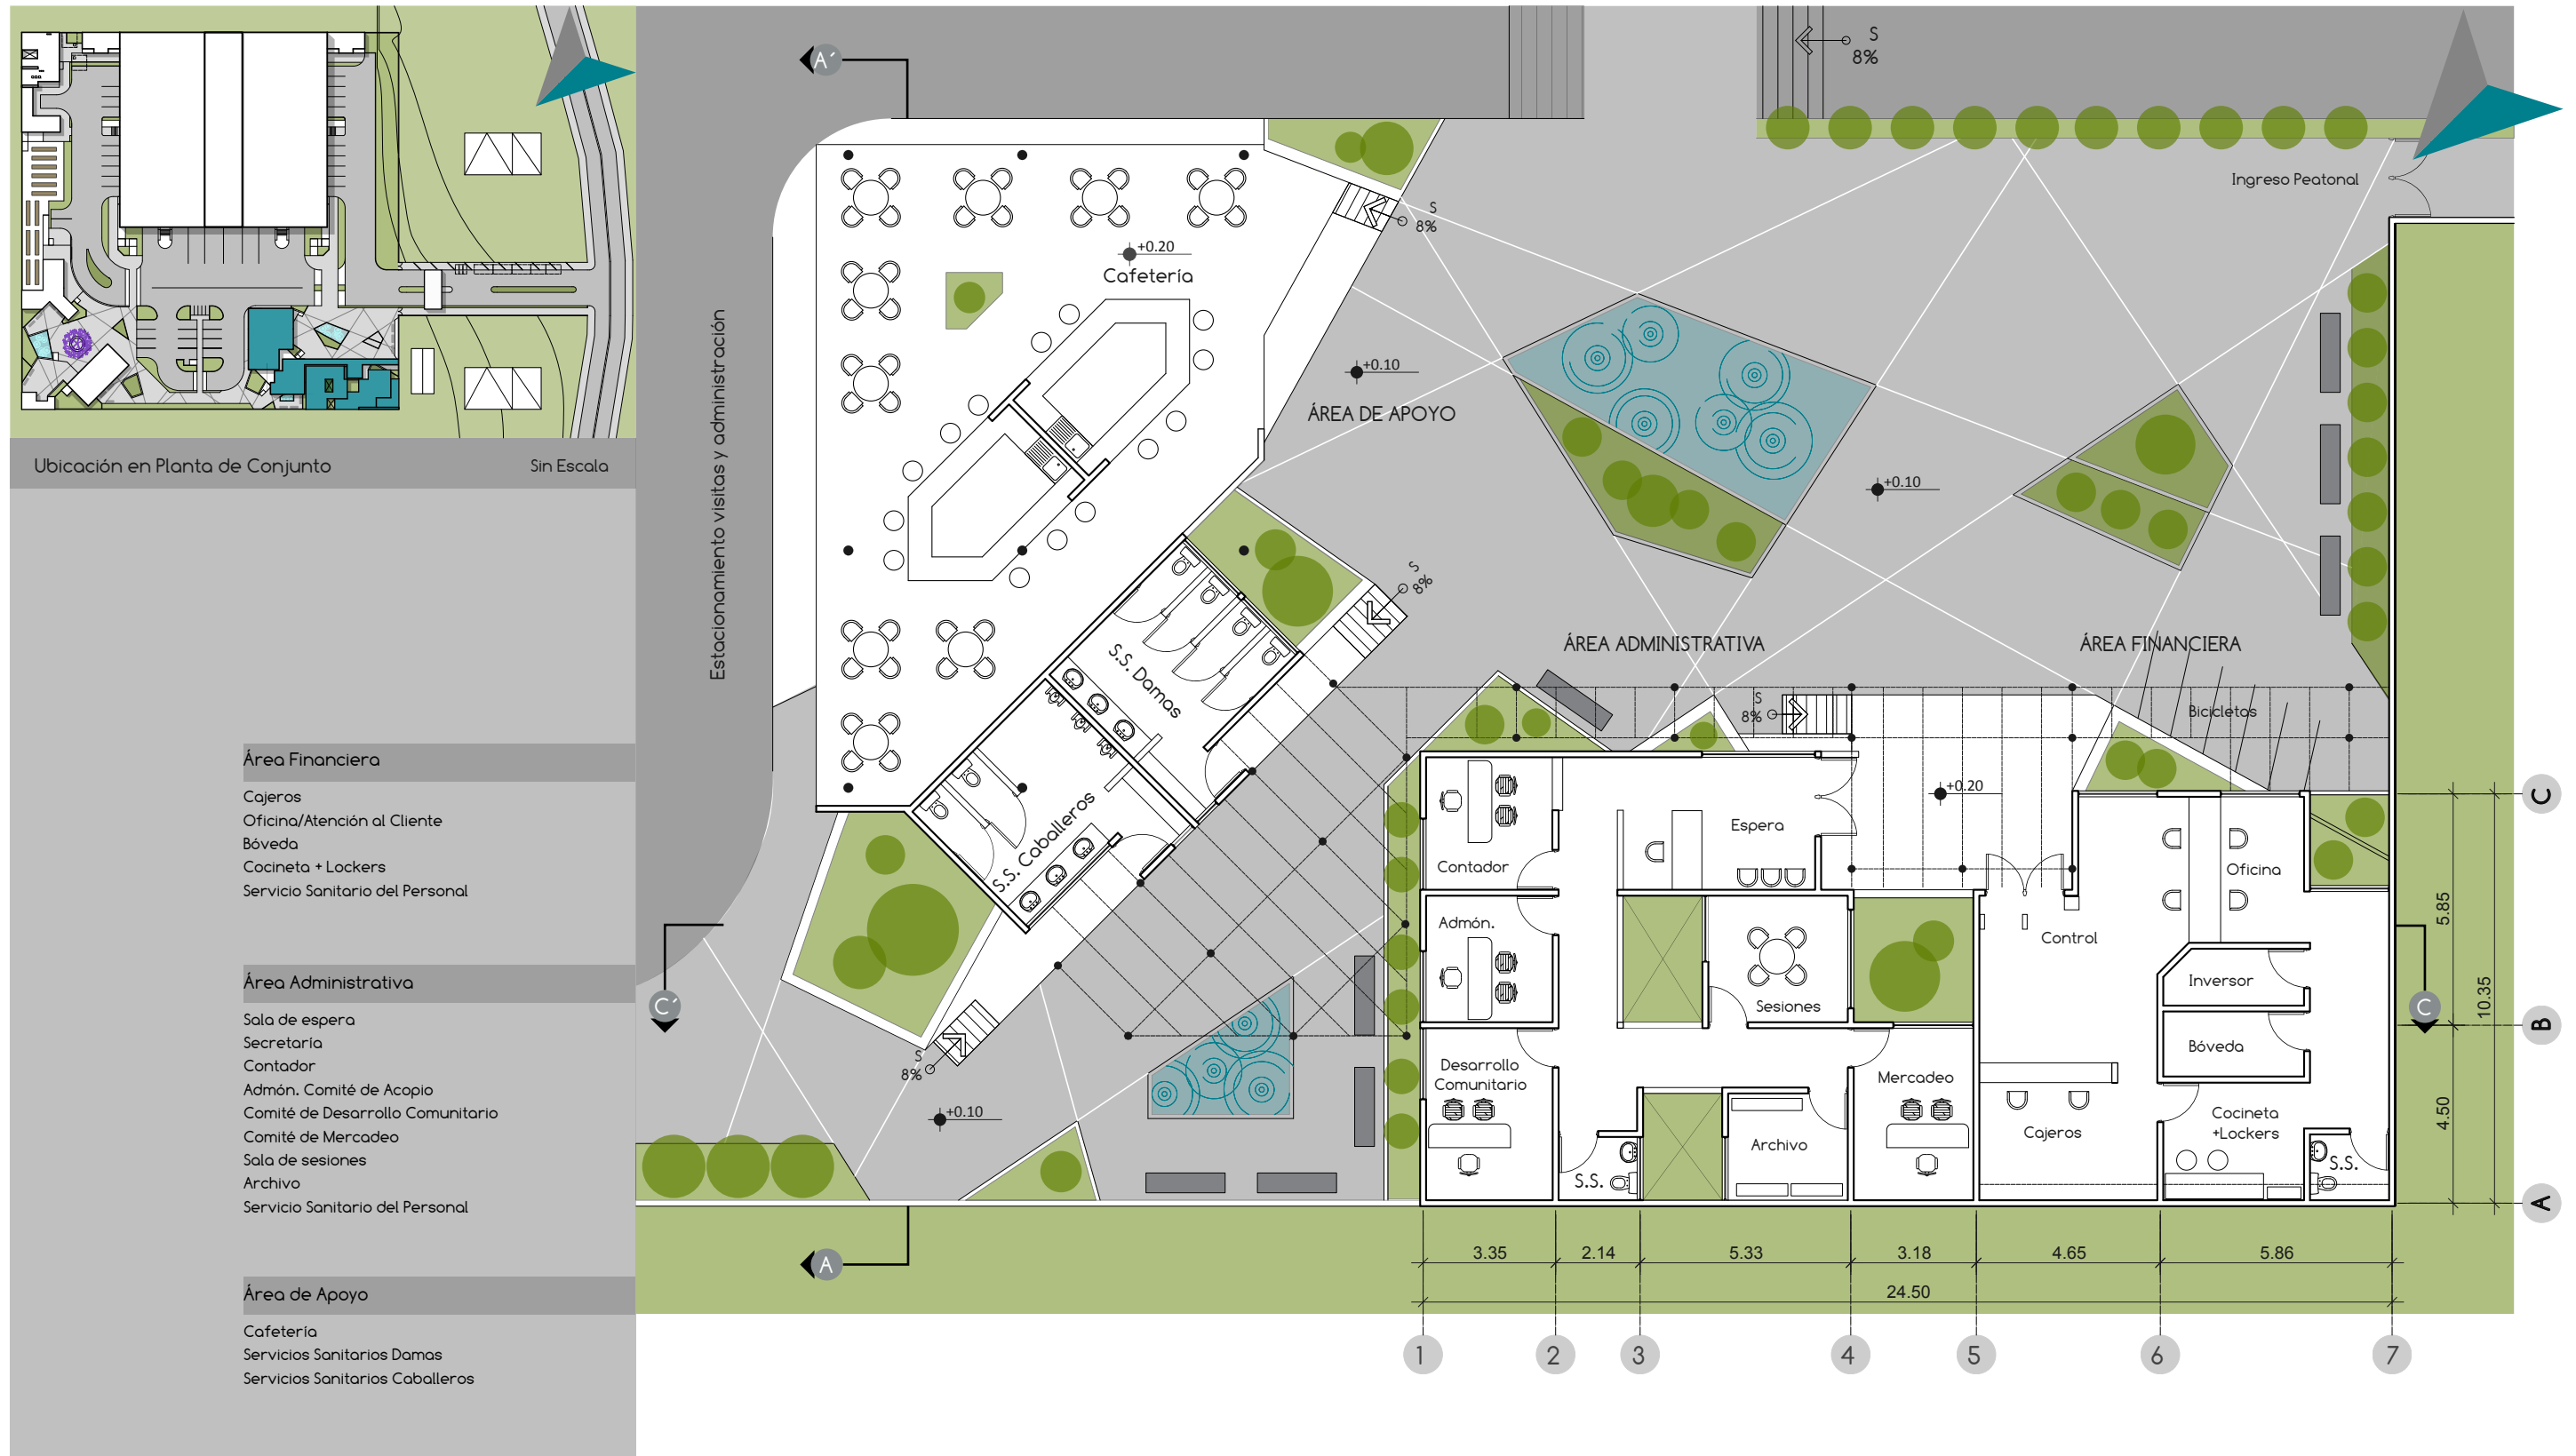 Ubicación en Planta de Conjunto
Sin Escala
Área Financiera
Cajeros
Oficina/Atención al Cliente
Bóveda
Cocineta + Lockers
Servicio Sanitario del Personal
Área Administrativa
Sala de espera
Secretaría
Contador
Admón. Comité de Acopio
Comité de Desarrollo Comunitario
Comité de Mercadeo
Sala de sesiones
Archivo
Servicio Sanitario del Personal
Área de Apoyo
Cafetería
Servicios Sanitarios Damas
Servicios Sanitarios Caballeros
A´
S
8%
Ingreso Peatonal
S
8%
+0.20
Cafetería
Estacionamiento visitas y administración
+0.10
ÁREA DE APOYO
+0.10
S
8%
S.S. Damas
S.S. Caballeros
ÁREA ADMINISTRATIVA
ÁREA FINANCIERA
S
8%
Bicicletas
+0.20
Espera
Contador
Oficina
Admón.
Control
Sesiones
Inversor
Bóveda
Desarrollo
Comunitario
Mercadeo
Cocineta
+Lockers
Cajeros
Archivo
S.S.
S.S.
C´
C
S
8%
+0.10
A
C
B
A
5.85
4.50
10.35
3.35
2.14
5.33
3.18
4.65
5.86
24.50
1
2
3
4
5
6
7